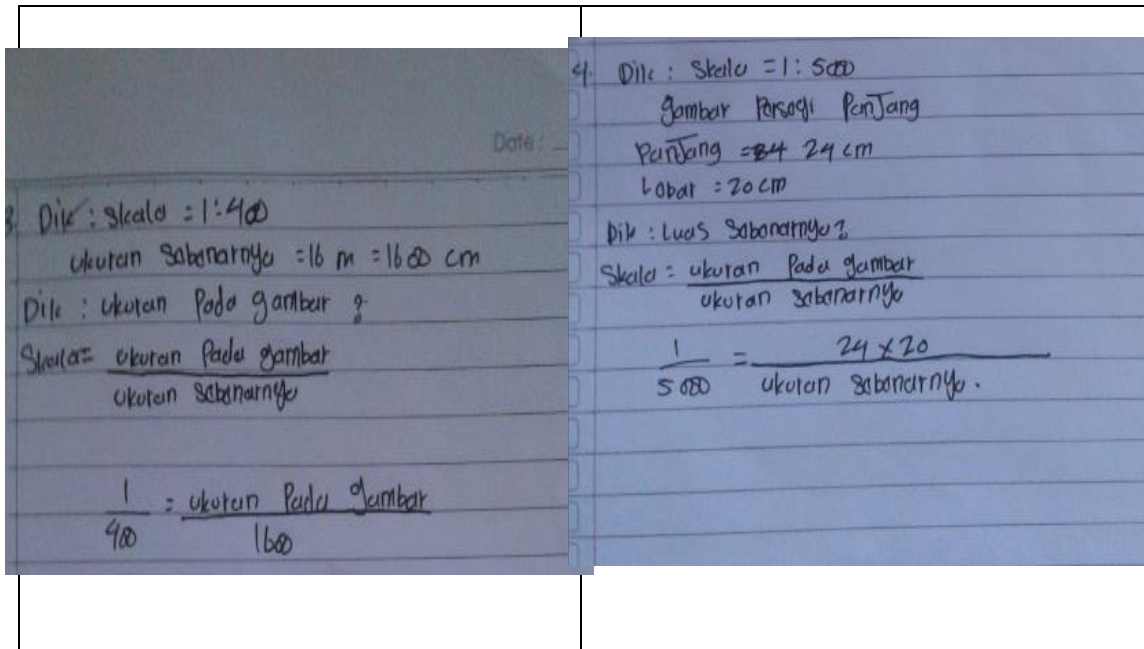 Date:
3. Dik : Skala = 1 : 400
ukuran Sebenarnya = 16 m = 1600 cm
Dik : ukuran Pada gambar ?
Skala = ukuran Pada gambar
ukuran Sebenarnya
1 = ukuran Pada gambar
400 1600
4. Dik : Skala = 1 : 5000
gambar Persegi Panjang
Panjang = 24 cm
Lebar = 20 cm
Dik : Luas Sebenarnya ?
Skala = ukuran Pada gambar
ukuran sebenarnya
1 = 24 x 20
5000 ukuran sebenarnya.